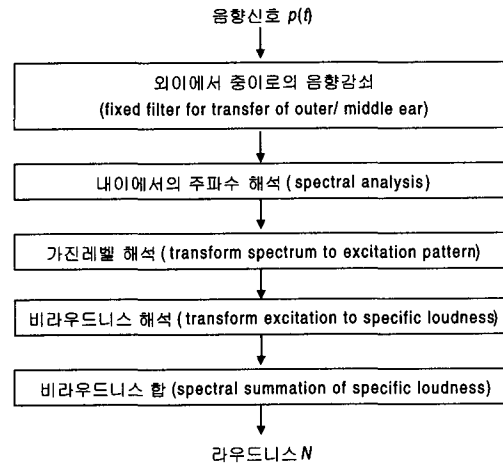 음향신호 p(t)
외이에서 중이로의 음향감쇠
(fixed filter for transfer of outer/ middle ear)
내이에서의 주파수 해석 ( spectral analysis)
가진레벨 해석 ( transform spectrum to excitation pattern)
비라우드니스 해석 ( transform excitation to specific loudness)
비라우드니스 합 (spectral summation of specific loudness)
라우드니스 N